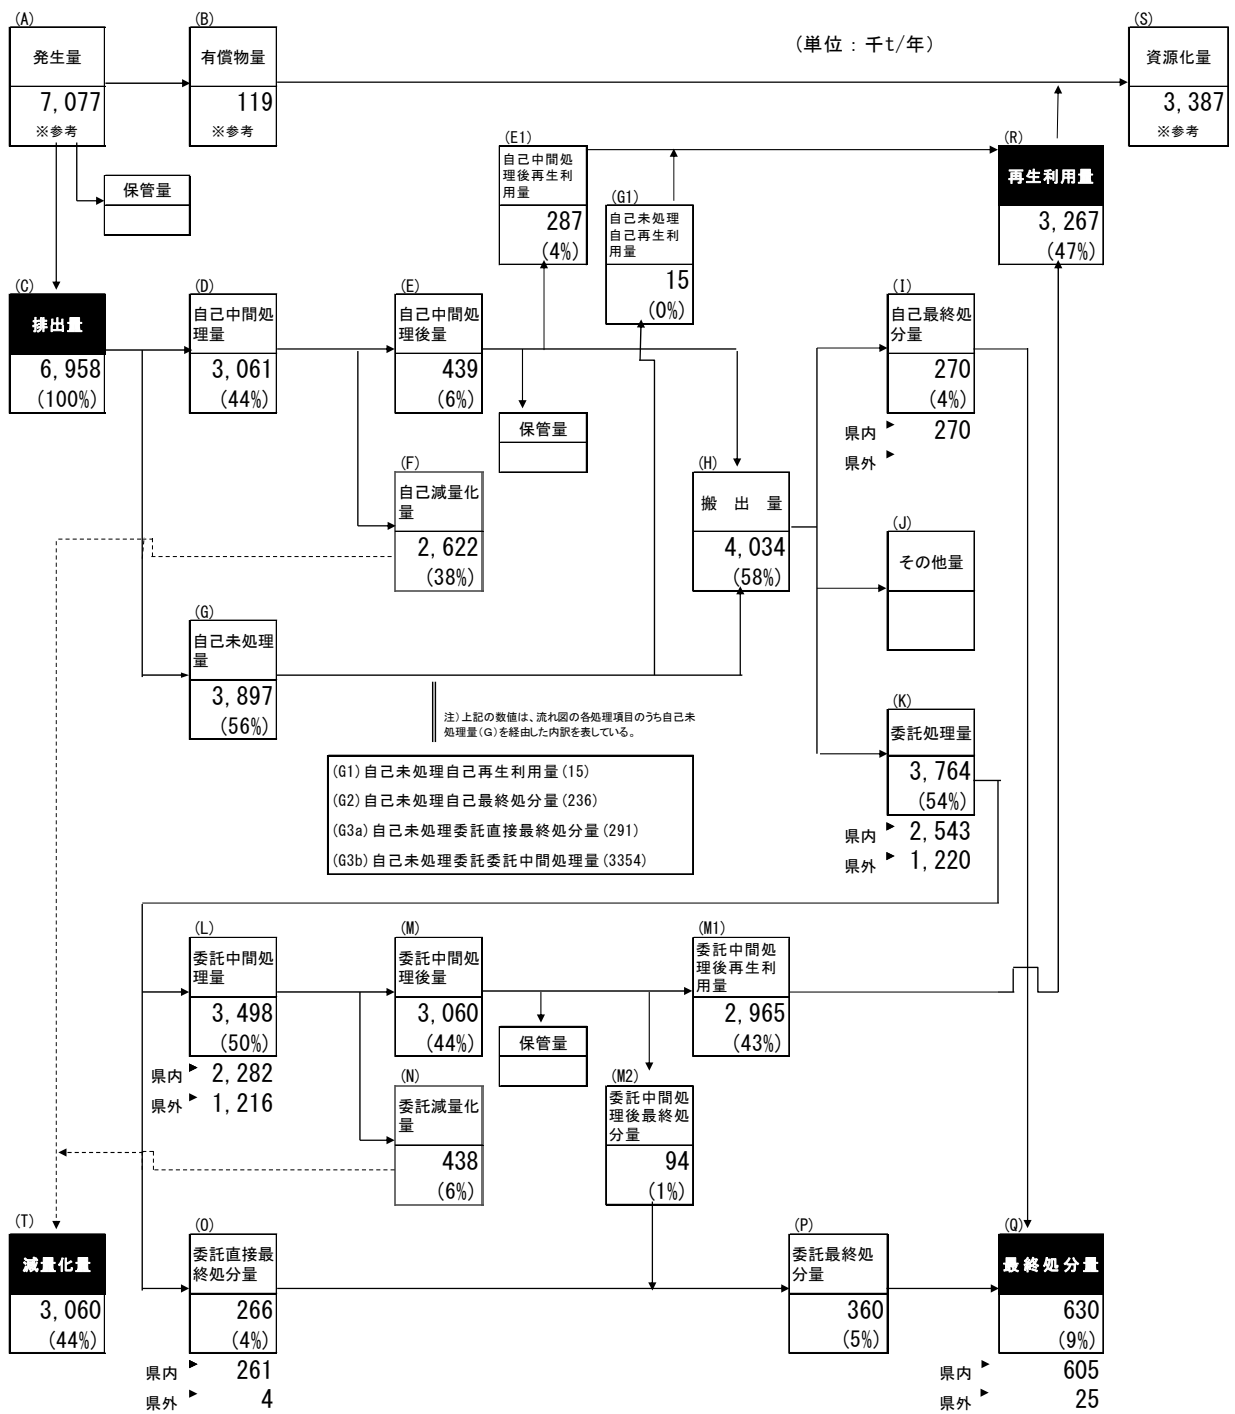 (A)
発生量
7,077
※参考
(B)
有償物量
119
※参考
(単位：千t/年)
(S)
資源化量
3,387
※参考
保管量
(E1)
自己中間処
理後再生利
用量
287
(4%)
(G1)
自己未処理
自己再生利
用量
15
(0%)
(R)
再生利用量
3,267
(47%)
(C)
排出量
6,958
(100%)
(D)
自己中間処
理量
3,061
(44%)
(E)
自己中間処
理後量
439
(6%)
保管量
(I)
自己最終処
分量
270
(4%)
県内 270
県外
(F)
自己減量化
量
2,622
(38%)
(H)
搬 出 量
4,034
(58%)
(J)
その他量
(G)
自己未処理
量
3,897
(56%)
注）上記の数値は、流れ図の各処理項目のうち自己未
処理量(G)を経由した内訳を表している。
(G1)自己未処理自己再生利用量(15)
(G2)自己未処理自己最終処分量(236)
(G3a)自己未処理委託直接最終処分量(291)
(G3b)自己未処理委託委託中間処理量(3354)
(K)
委託処理量
3,764
(54%)
県内 2,543
県外 1,220
(L)
委託中間処
理量
3,498
(50%)
県内 2,282
県外 1,216
(M)
委託中間処
理後量
3,060
(44%)
保管量
(M1)
委託中間処
理後再生利
用量
2,965
(43%)
(N)
委託減量化
量
438
(6%)
(M2)
委託中間処
理後最終処
分量
94
(1%)
(T)
減量化量
3,060
(44%)
(O)
委託直接最
終処分量
266
(4%)
県内 261
県外 4
(P)
委託最終処
分量
360
(5%)
(Q)
最終処分量
630
(9%)
県内 605
県外 25